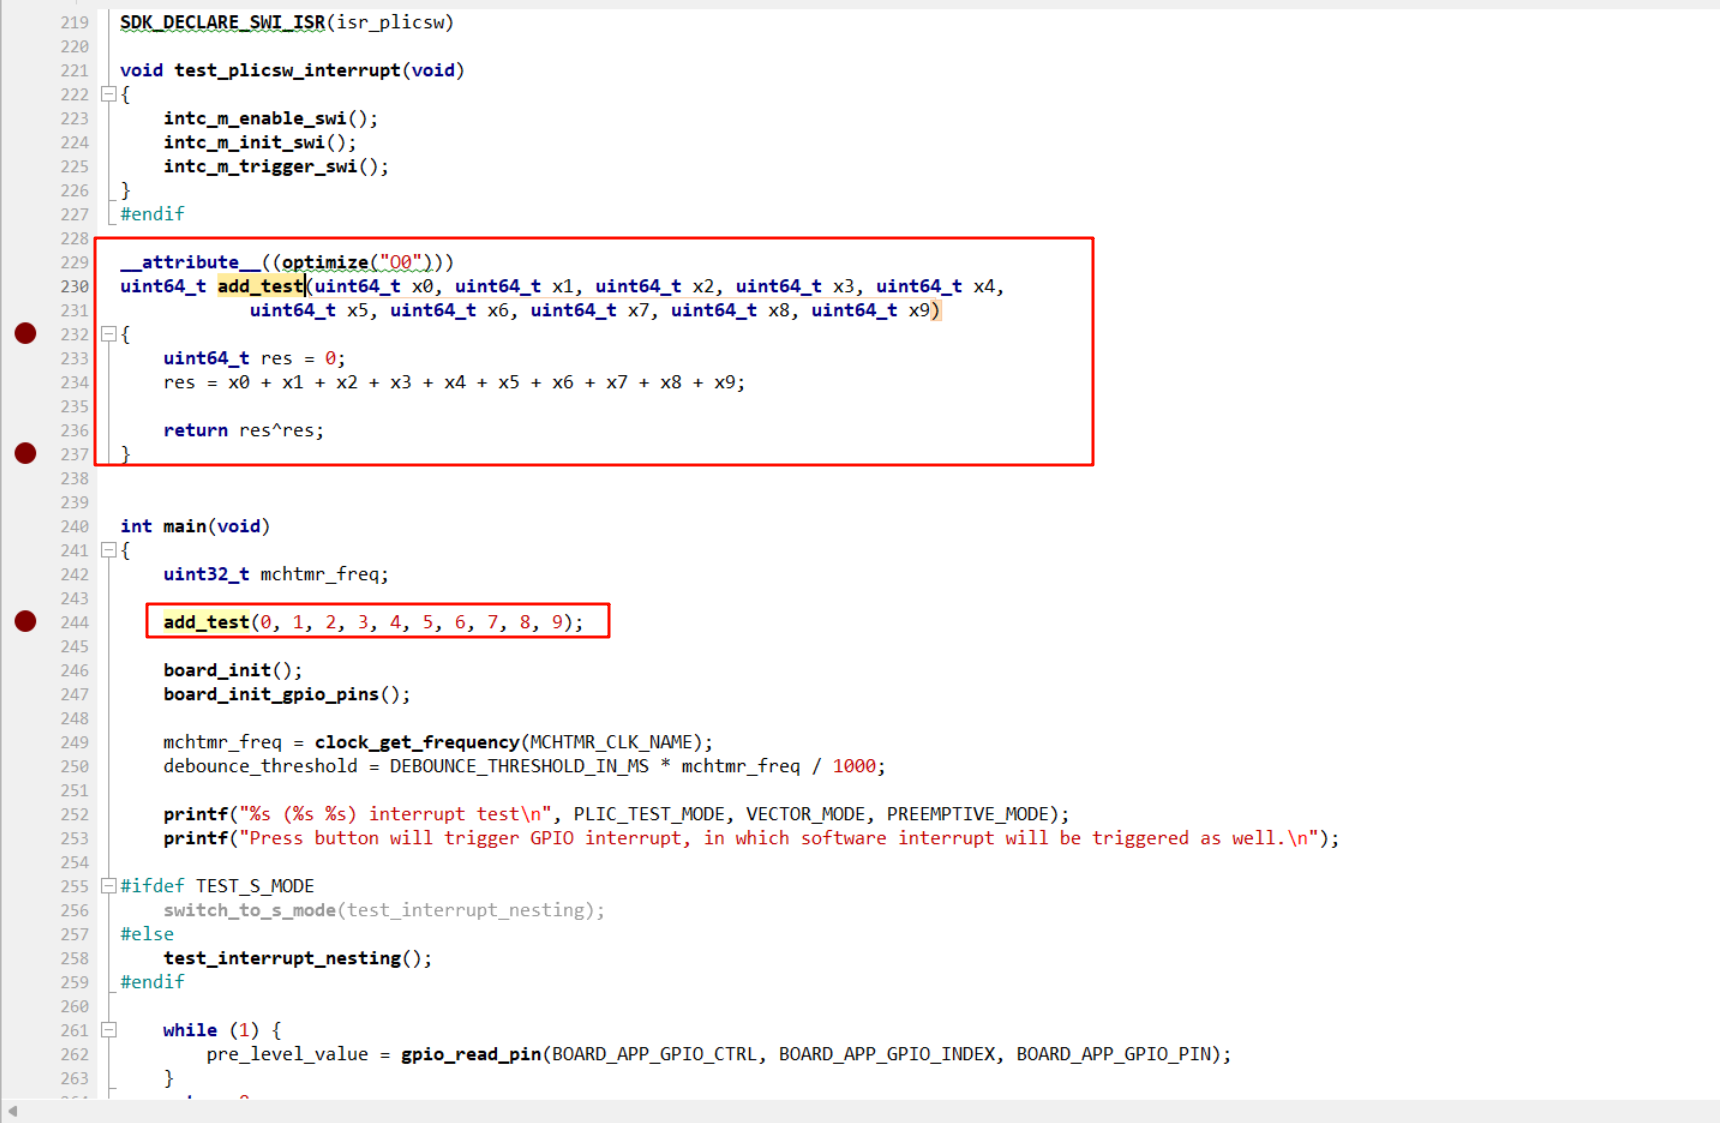 219 SDK_DECLARE_SWI_ISR(isr_plicsw)
220
221 void test_plicsw_interrupt(void)
222 {
223     intc_m_enable_swi();
224     intc_m_init_swi();
225     intc_m_trigger_swi();
226 }
227 #endif
228
229 __attribute__((optimize("O0")))
230 uint64_t add_test(uint64_t x0, uint64_t x1, uint64_t x2, uint64_t x3, uint64_t x4,
231             uint64_t x5, uint64_t x6, uint64_t x7, uint64_t x8, uint64_t x9)
232 {
233     uint64_t res = 0;
234     res = x0 + x1 + x2 + x3 + x4 + x5 + x6 + x7 + x8 + x9;
235
236     return res^res;
237 }
238
239
240 int main(void)
241 {
242     uint32_t mchtmr_freq;
243
244     add_test(0, 1, 2, 3, 4, 5, 6, 7, 8, 9);
245
246     board_init();
247     board_init_gpio_pins();
248
249     mchtmr_freq = clock_get_frequency(MCHTMR_CLK_NAME);
250     debounce_threshold = DEBOUNCE_THRESHOLD_IN_MS * mchtmr_freq / 1000;
251
252     printf("%s (%s %s) interrupt test\n", PLIC_TEST_MODE, VECTOR_MODE, PREEMPTIVE_MODE);
253     printf("Press button will trigger GPIO interrupt, in which software interrupt will be triggered as well.\n");
254
255 #ifdef TEST_S_MODE
256     switch_to_s_mode(test_interrupt_nesting);
257 #else
258     test_interrupt_nesting();
259 #endif
260
261     while (1) {
262         pre_level_value = gpio_read_pin(BOARD_APP_GPIO_CTRL, BOARD_APP_GPIO_INDEX, BOARD_APP_GPIO_PIN);
263     }